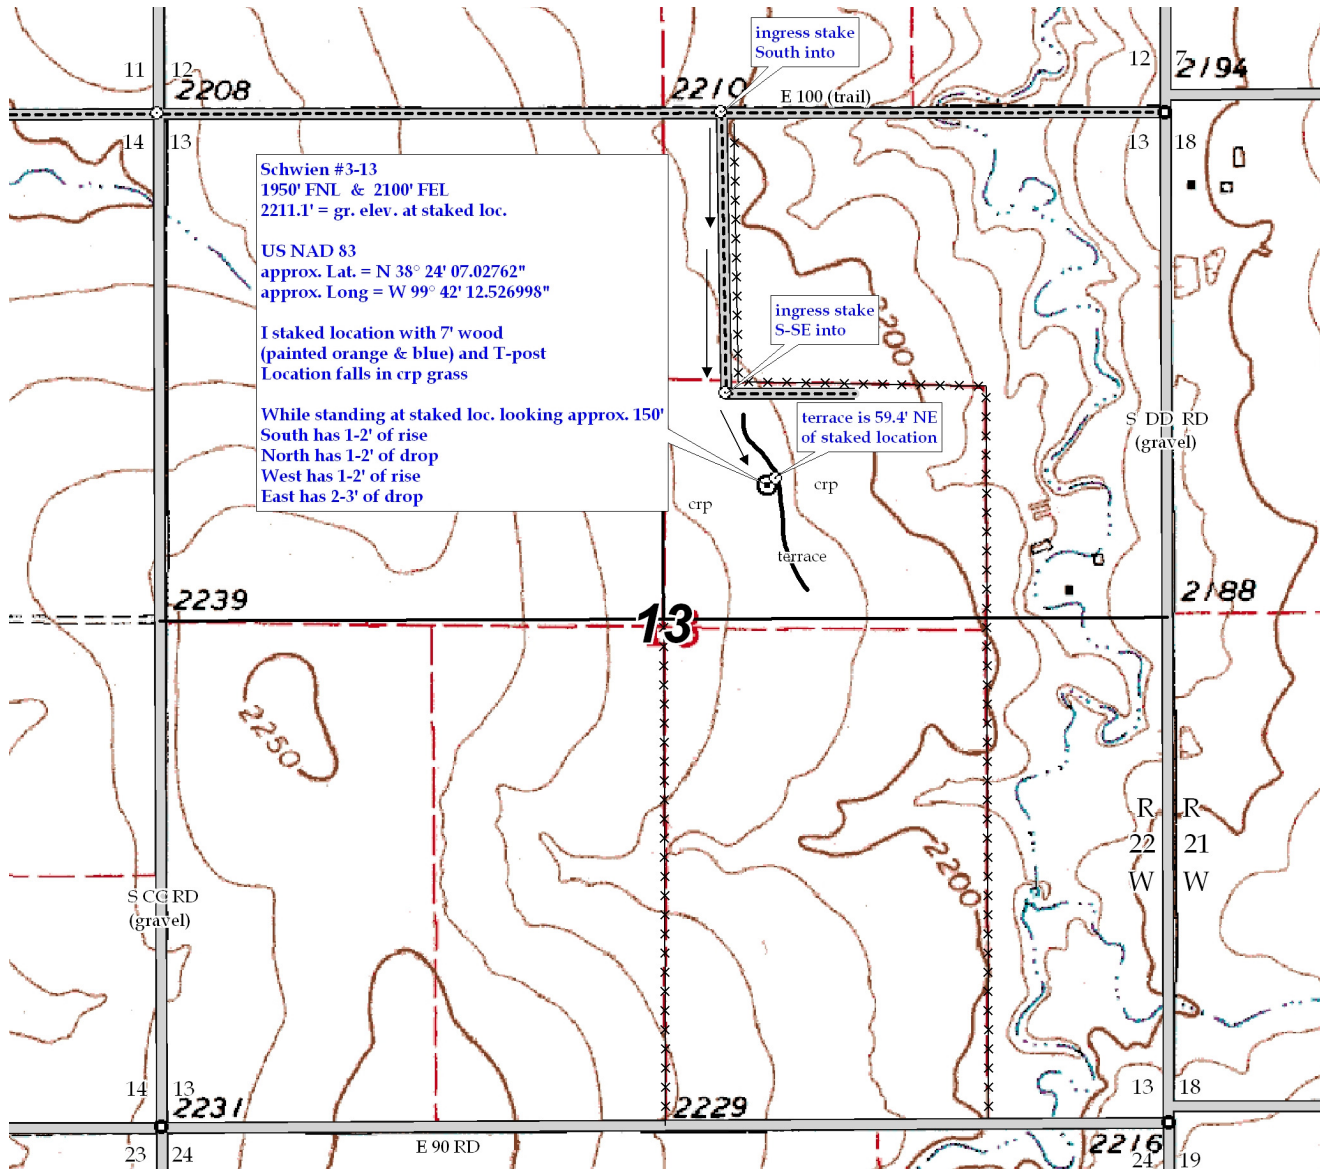 ingress stake
South into
11
12
2208
2210
E 100 (trail)
12
7
2194
14
13
13
18
Schwien #3-13
1950' FNL & 2100' FEL
2211.1' = gr. elev. at staked loc.
US NAD 83
approx. Lat. = N 38° 24' 07.02762"
approx. Long = W 99° 42' 12.526998"
I staked location with 7' wood
(painted orange & blue) and T-post
Location falls in crp grass
While standing at staked loc. looking approx. 150'
South has 1-2' of rise
North has 1-2' of drop
West has 1-2' of rise
East has 2-3' of drop
ingress stake
S-SE into
2200
terrace is 59.4' NE
of staked location
S DD RD
(gravel)
crp
crp
terrace
2239
13
2188
2250
R
22
W
R
21
W
2200
S CC RD
(gravel)
14
13
2231
2229
13
18
E 90 RD
2216
23
24
24
19